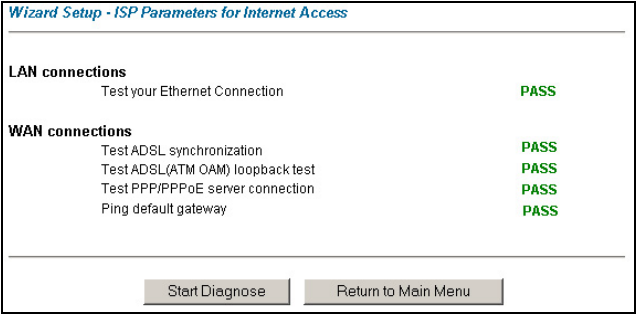 Wizard Setup - ISP Parameters for Internet Access
LAN connections
Test your Ethernet Connection PASS
WAN connections
Test ADSL synchronization PASS
Test ADSL(ATM OAM) loopback test PASS
Test PPP/PPPoE server connection PASS
Ping default gateway PASS
Start Diagnose Return to Main Menu